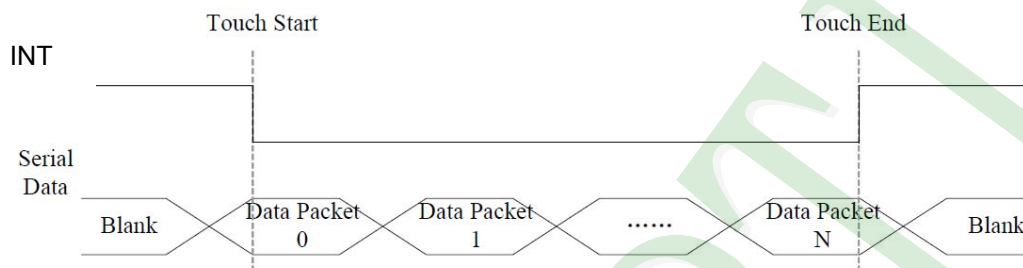 Touch Start
Touch End
INT
Serial
Data
Blank
Data Packet
0
Data Packet
1
......
Data Packet
N
Blank